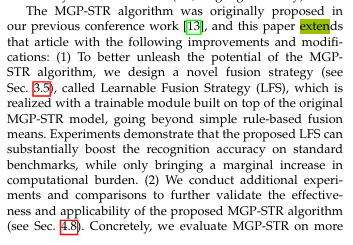 The MGP-STR algorithm was originally proposed in
our previous conference work [13], and this paper extends
that article with the following improvements and modifi-
cations: (1) To better unleash the potential of the MGP-
STR algorithm, we design a novel fusion strategy (see
Sec. 3.5), called Learnable Fusion Strategy (LFS), which is
realized with a trainable module built on top of the original
MGP-STR model, going beyond simple rule-based fusion
means. Experiments demonstrate that the proposed LFS can
substantially boost the recognition accuracy on standard
benchmarks, while only bringing a marginal increase in
computational burden. (2) We conduct additional experi-
ments and comparisons to further validate the effective-
ness and applicability of the proposed MGP-STR algorithm
(see Sec. 4.8). Concretely, we evaluate MGP-STR on more